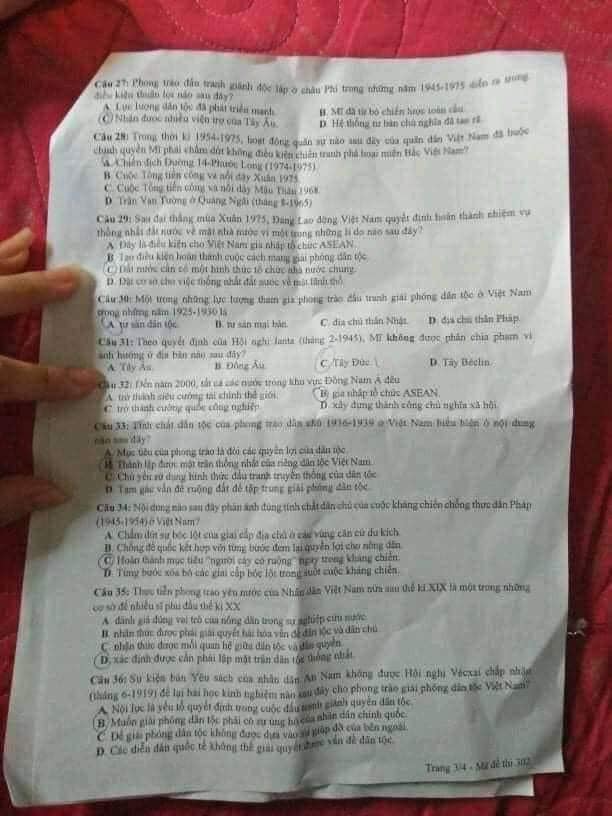 Câu 27: Phong trào đấu tranh giành độc lập ở châu Phi trong những năm 1945-1975 diễn ra trong
điều kiện thuận lợi nào sau đây?
A. Lực lượng dân tộc đã phát triển mạnh. B. Mĩ đã từ bỏ chiến lược toàn cầu.
C. Nhận được nhiều viện trợ của Tây Âu. D. Hệ thống tư bản chủ nghĩa đã tan rã.
Câu 28: Trong thời kì 1954-1975, hoạt động quân sự nào sau đây của quân dân Việt Nam đã buộc
chính quyền Mĩ phải chấm dứt không điều kiện chiến tranh phá hoại miền Bắc Việt Nam?
A. Chiến dịch Đường 14-Phước Long (1974-1975).
B. Cuộc Tổng tiến công và nổi dậy Xuân 1975.
C. Cuộc Tổng tiến công và nổi dậy Mậu Thân 1968.
D. Trận Vạn Tường ở Quảng Ngãi (tháng 8-1965)
Câu 29: Sau đại thắng mùa Xuân 1975, Đảng Lao động Việt Nam quyết định hoàn thành nhiệm vụ
thống nhất đất nước về mặt nhà nước vì một trong những lí do nào sau đây?
A. Đây là điều kiện cho Việt Nam gia nhập tổ chức ASEAN.
B. Tạo điều kiện hoàn thành cuộc cách mạng giải phóng dân tộc.
C. Đất nước cần có một hình thức tổ chức nhà nước chung.
D. Đặt cơ sở cho việc thống nhất đất nước về mặt lãnh thổ.
Câu 30: Một trong những lực lượng tham gia phong trào đấu tranh giải phóng dân tộc ở Việt Nam
trong những năm 1925-1930 là
A. tư sản dân tộc. B. tư sản mại bản. C. địa chủ thân Nhật. D. địa chủ thân Pháp.
Câu 31: Theo quyết định của Hội nghị Ianta (tháng 2-1945), Mĩ không được phân chia phạm vi
ảnh hưởng ở địa bàn nào sau đây?
A. Tây Âu. B. Đông Âu. C. Tây Đức. D. Tây Béclin.
Câu 32: Đến năm 2000, tất cả các nước trong khu vực Đông Nam Á đều
A. trở thành siêu cường tài chính thế giới. B. gia nhập tổ chức ASEAN.
C. trở thành cường quốc công nghiệp. D. xây dựng thành công chủ nghĩa xã hội.
Câu 33: Tính chất dân tộc của phong trào dân chủ 1936-1939 ở Việt Nam biểu hiện ở nội dung
nào sau đây?
A. Mục tiêu của phong trào là đòi các quyền lợi của dân tộc.
B. Thành lập được một trận thống nhất của riêng dân tộc Việt Nam.
C. Chủ yếu sử dụng hình thức đấu tranh truyền thống của dân tộc.
D. Tạm gác vấn đề ruộng đất để tập trung giải phóng dân tộc.
Câu 34: Nội dung nào sau đây phản ánh đúng tính chất dân chủ của cuộc kháng chiến chống thực dân Pháp
(1945-1954) ở Việt Nam?
A. Chấm dứt sự bóc lột của giai cấp địa chủ ở các vùng căn cứ du kích.
B. Chống đế quốc kết hợp với từng bước đem lại quyền lợi cho nông dân.
C. Hoàn thành mục tiêu "người cày có ruộng" ngay trong kháng chiến.
D. Từng bước xóa bỏ các giai cấp bóc lột trong suốt cuộc kháng chiến.
Câu 35: Thực tiễn phong trào yêu nước của Nhân dân Việt Nam nửa sau thế kỉ XIX là một trong những
cơ sở để nhiều sĩ phu đầu thế kỉ XX
A. đánh giá đúng vai trò của nông dân trong sự nghiệp cứu nước.
B. nhận thức được phải giải quyết hài hòa vấn đề dân tộc và dân chủ.
C. nhận thức được mối quan hệ giữa dân tộc và dân quyền.
D. xác định được cần phải lập mặt trận dân tộc thống nhất.
Câu 36: Sự kiện bản Yêu sách của nhân dân An Nam không được Hội nghị Vécxai chấp nhận
(tháng 6-1919) để lại bài học kinh nghiệm nào sau đây cho phong trào giải phóng dân tộc Việt Nam?
A. Nội lực là yếu tố quyết định trong cuộc đấu tranh giành quyền dân tộc.
B. Muốn giải phóng dân tộc phải có sự ủng hộ của nhân dân chính quốc.
C. Để giải phóng dân tộc không được dựa vào sự giúp đỡ của bên ngoài.
D. Các diễn đàn quốc tế không thể giải quyết được vấn đề dân tộc.
Trang 3/4 - Mã đề thi 302